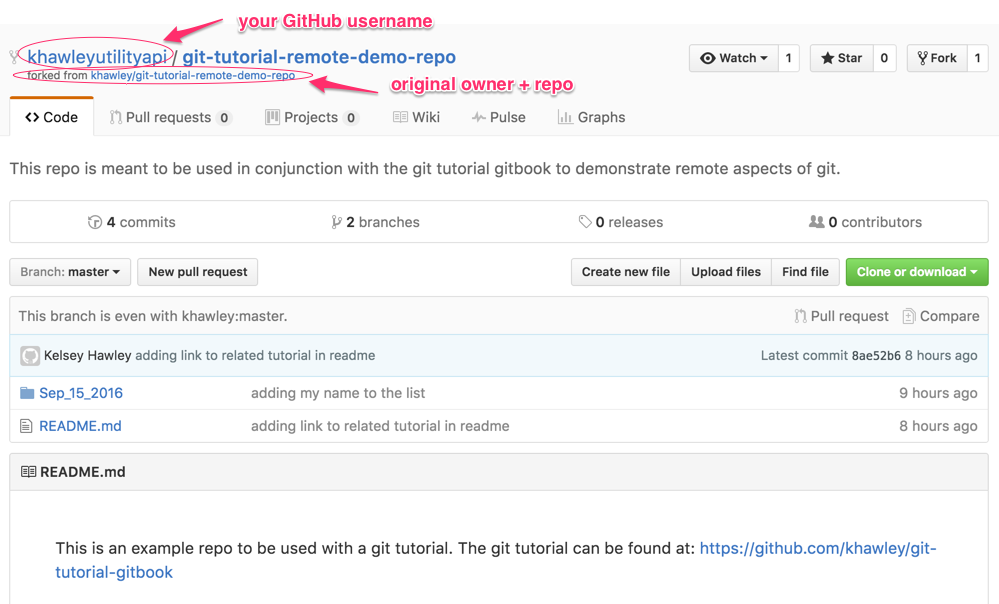 your GitHub username
khawleyutilityapi / git-tutorial-remote-demo-repo
Watch 1 Star 0 Fork 1
forked from khawley/git-tutorial-remote-demo-repo
original owner + repo
Code Pull requests 0 Projects 0 Wiki Pulse Graphs
This repo is meant to be used in conjunction with the git tutorial gitbook to demonstrate remote aspects of git.
4 commits 2 branches 0 releases 0 contributors
Branch: master New pull request Create new file Upload files Find file Clone or download
This branch is even with khawley:master. Pull request Compare
Kelsey Hawley adding link to related tutorial in readme Latest commit 8ae52b6 8 hours ago
Sep_15_2016 adding my name to the list 9 hours ago
README.md adding link to related tutorial in readme 8 hours ago
README.md
This is an example repo to be used with a git tutorial. The git tutorial can be found at: https://github.com/khawley/git-
tutorial-gitbook